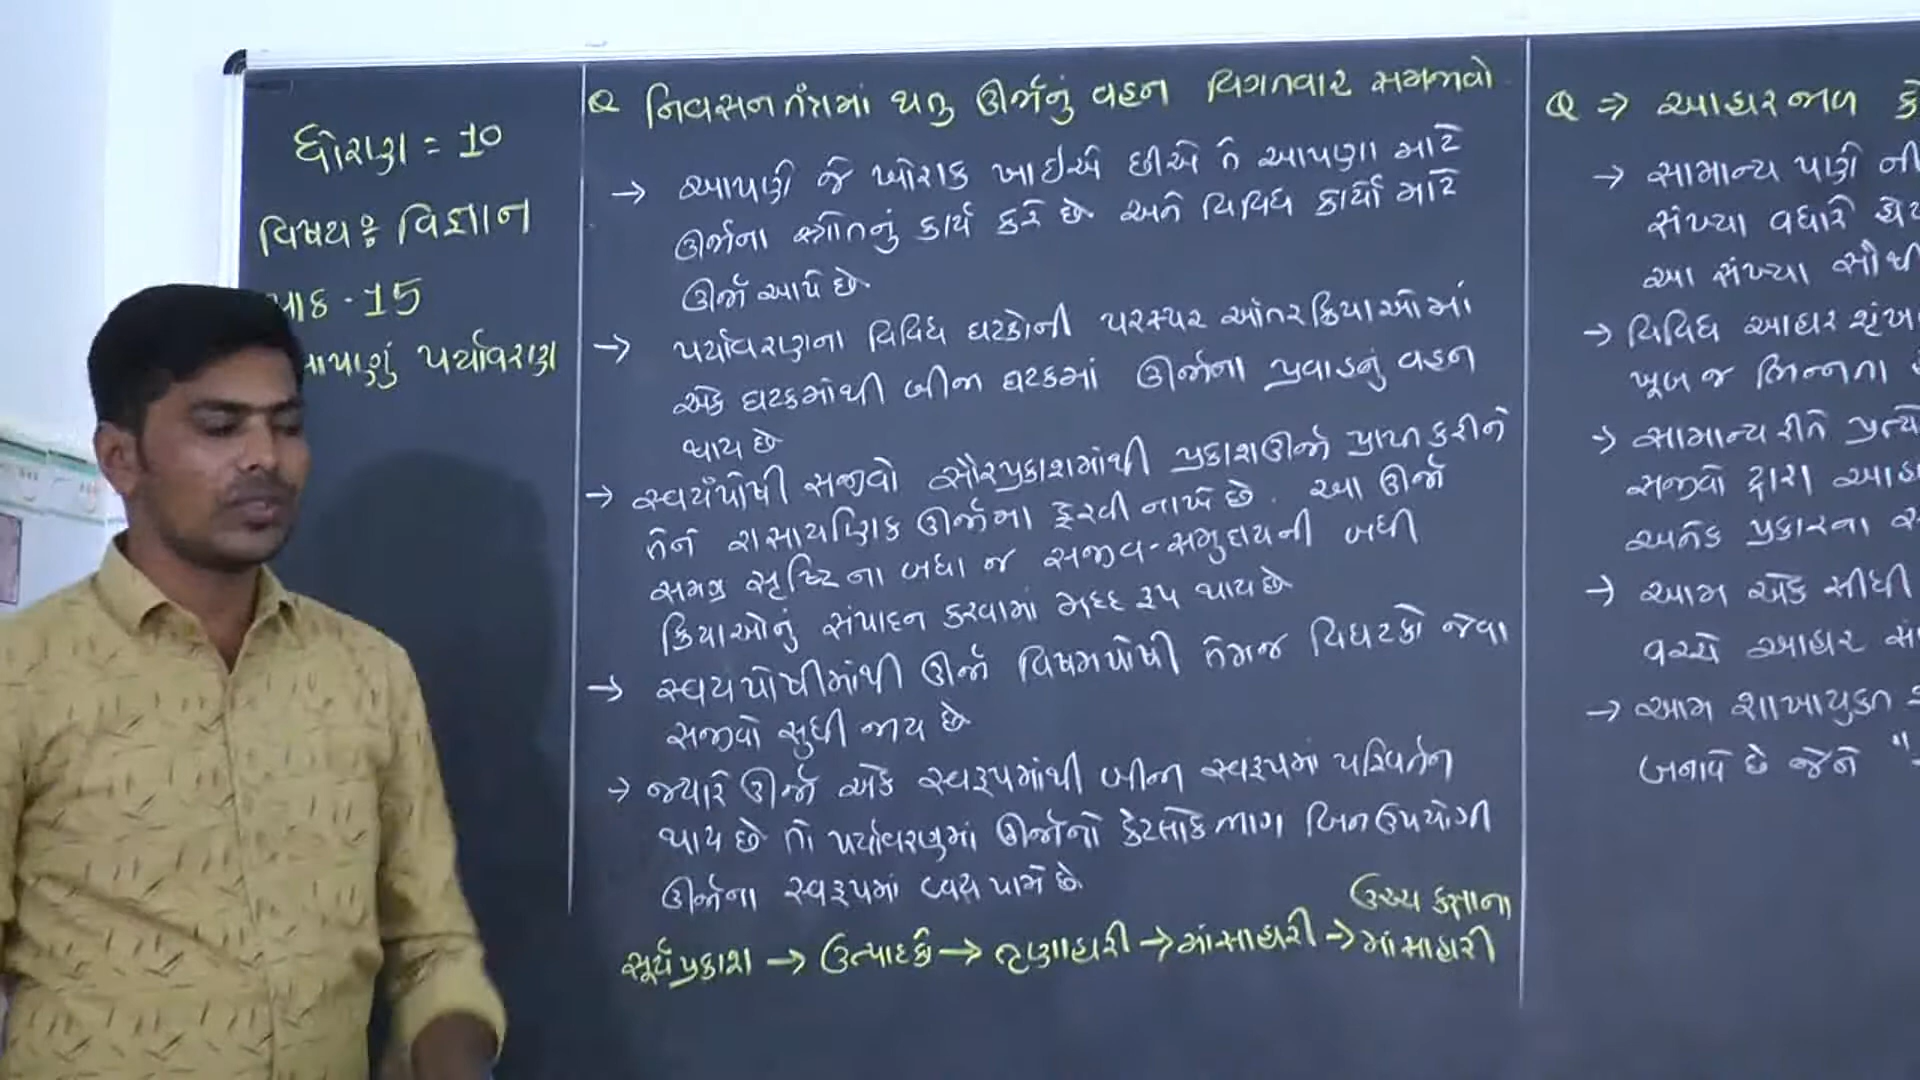 ધોરણ = 10
વિષય : વિજ્ઞાન
પાઠ - 15
આપણું પર્યાવરણ
Q નિવસનતંત્રમાં થતુ ઊર્જાનું વહન વિગતવાર સમજાવો
→ આપણે જે ખોરાક ખાઈએ છીએ તે આપણા માટે
ઊર્જાના સ્ત્રોતનું કાર્ય કરે છે અને વિવિધ કાર્યો માટે
ઊર્જા આપે છે
→ પર્યાવરણના વિવિધ ઘટકોની પરસ્પર આંતરક્રિયાઓમાં
એક ઘટકમાંથી બીજા ઘટકમાં ઊર્જાના પ્રવાહનું વહન
થાય છે
→ સ્વયંપોષી સજીવો સૌરપ્રકાશમાંથી પ્રકાશઊર્જા પ્રાપ્ત કરીને
તેને રાસાયણિક ઊર્જામા ફેરવી નાખે છે. આ ઊર્જા
સમગ્ર સૃષ્ટિના બધા જ સજીવ-સમુદાયની બધી
ક્રિયાઓનું સંપાદન કરવામાં મદદ રૂપ થાય છે
→ સ્વયપોષીમાંથી ઊર્જા વિષમપોષી તેમજ વિઘટકો જેવા
સજીવો સુધી જાય છે
→ જ્યારે ઊર્જા એક સ્વરૂપમાંથી બીજા સ્વરૂપમાં પરિવર્તન
થાય છે તો પર્યાવરણમાં ઊર્જાનો કેટલોક ભાગ બિનઉપયોગી
ઊર્જાના સ્વરૂપમાં વ્યય પામે છે
સૂર્યપ્રકાશ → ઉત્પાદકો → તૃણાહારી → માંસાહારી → ઉચ્ચ કક્ષાના
માંસાહારી
Q ⇒ આહારજાળ
→ સામાન્ય પણે ની
સંખ્યા વધારે
આ સંખ્યા સૌથી
→ વિવિધ આહાર
ખૂબ જ ભિન્નતા
→ સામાન્ય રીતે
સજીવો દ્વારા
અનેક પ્રકારના
→ આમ એક સીધી
વચ્ચે આહાર
→ આમ શાખાયુક્ત
બનાવે છે જેને "